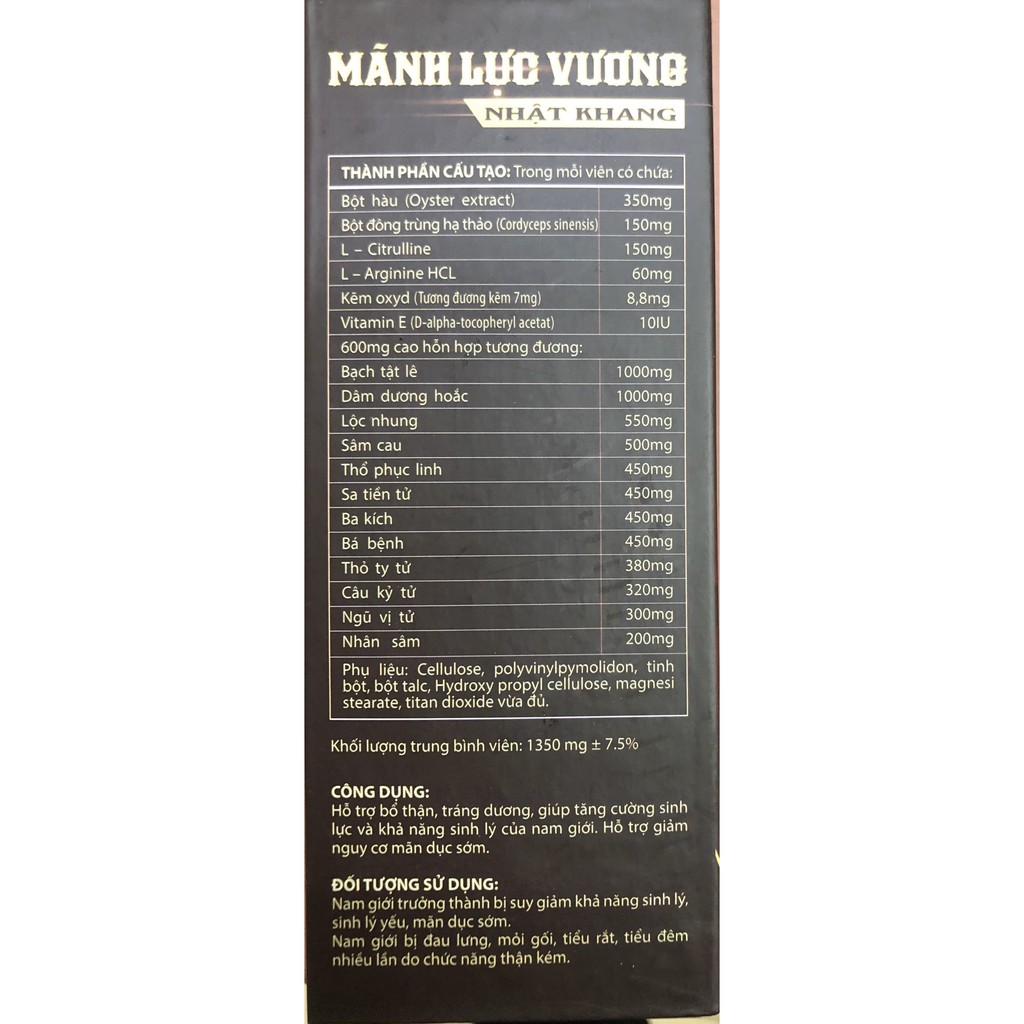 MÃNH LỰC VƯƠNG
NHẬT KHANG
THÀNH PHẦN CẤU TẠO: Trong mỗi viên có chứa:
Bột hàu (Oyster extract) 350mg
Bột đông trùng hạ thảo (Cordyceps sinensis) 150mg
L – Citrulline 150mg
L – Arginine HCL 60mg
Kẽm oxyd (Tương đương kẽm 7mg) 8,8mg
Vitamin E (D-alpha-tocopheryl acetat) 10IU
600mg cao hỗn hợp tương đương:
Bạch tật lê 1000mg
Dâm dương hoắc 1000mg
Lộc nhung 550mg
Sâm cau 500mg
Thổ phục linh 450mg
Sa tiền tử 450mg
Ba kích 450mg
Bá bệnh 450mg
Thỏ ty tử 380mg
Câu kỷ tử 320mg
Ngũ vị tử 300mg
Nhân sâm 200mg
Phụ liệu: Cellulose, polyvinylpymolidon, tinh
bột, bột talc, Hydroxy propyl cellulose, magnesi
stearate, titan dioxide vừa đủ.
Khối lượng trung bình viên: 1350 mg ± 7.5%
CÔNG DỤNG:
Hỗ trợ bổ thận, tráng dương, giúp tăng cường sinh
lực và khả năng sinh lý của nam giới. Hỗ trợ giảm
nguy cơ mãn dục sớm.
ĐỐI TƯỢNG SỬ DỤNG:
Nam giới trưởng thành bị suy giảm khả năng sinh lý,
sinh lý yếu, mãn dục sớm.
Nam giới bị đau lưng, mỏi gối, tiểu rắt, tiểu đêm
nhiều lần do chức năng thận kém.